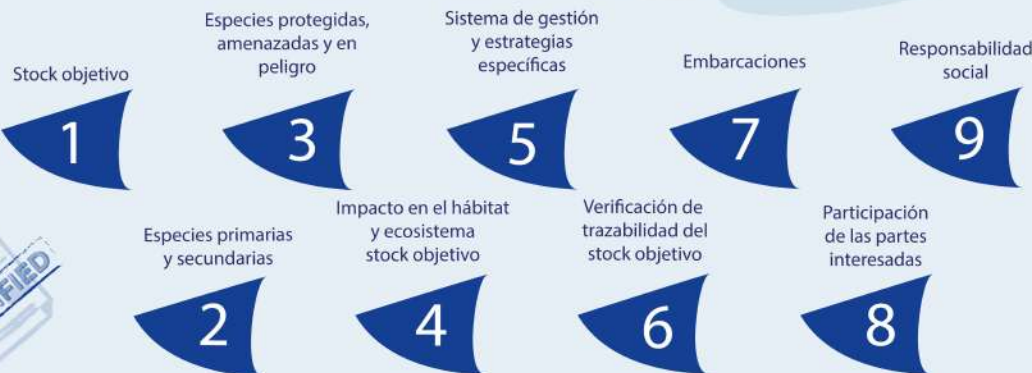 Stock objetivo
1
Especies primarias
y secundarias
2
Especies protegidas,
amenazadas y en
peligro
3
Impacto en el hábitat
y ecosistema
stock objetivo
4
Sistema de gestión
y estrategias
específicas
5
Verificación de
trazabilidad del
stock objetivo
6
Embarcaciones
7
Participación
de las partes
interesadas
8
Responsabilidad
social
9
IFIED